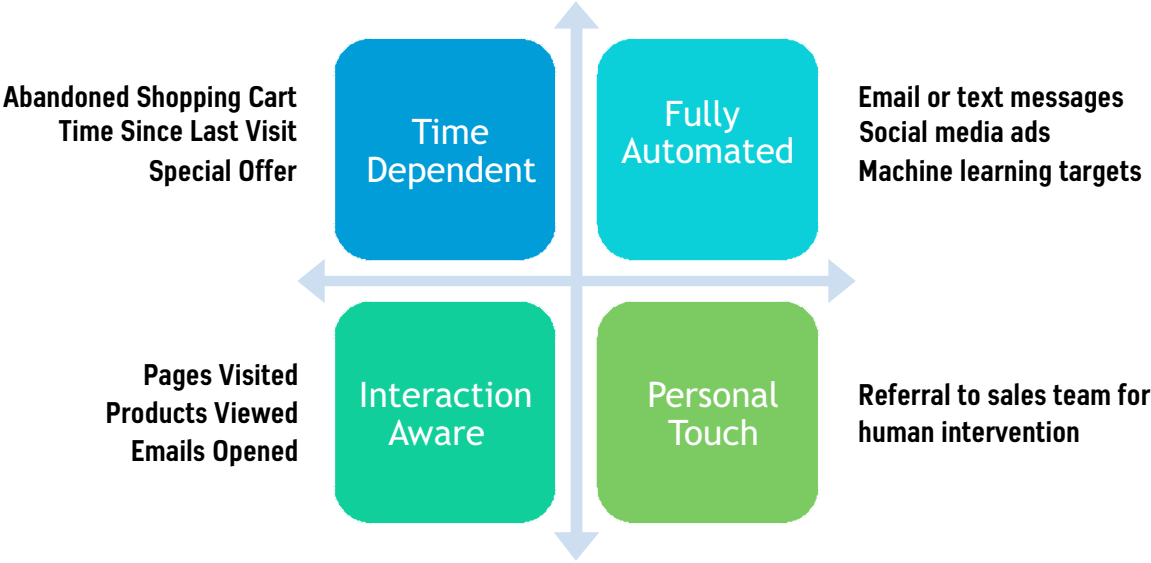 Abandoned Shopping Cart
Time Since Last Visit
Special Offer
Time
Dependent
Fully
Automated
Email or text messages
Social media ads
Machine learning targets
Pages Visited
Products Viewed
Emails Opened
Interaction
Aware
Personal
Touch
Referral to sales team for
human intervention